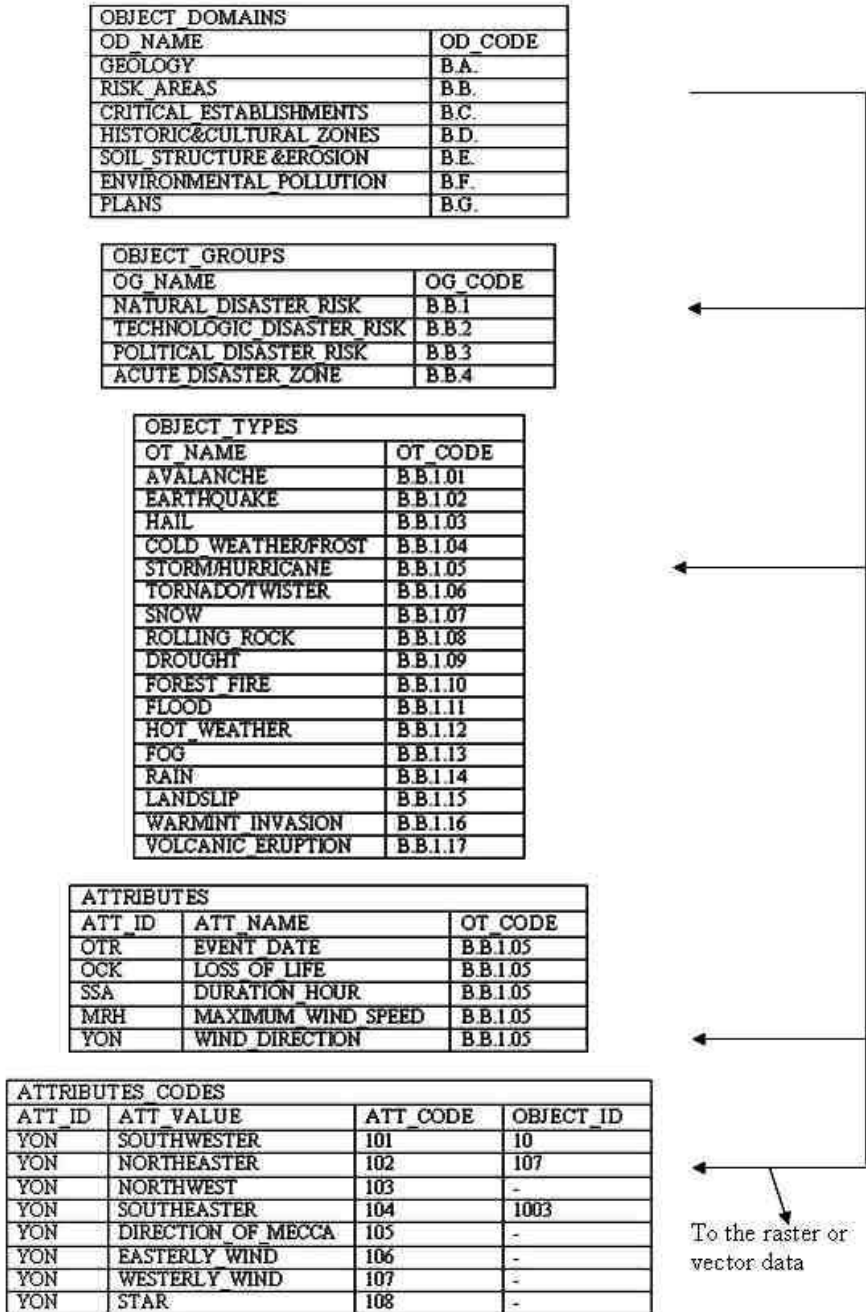 OBJECT_DOMAINS
OD_NAME OD_CODE
GEOLOGY B.A.
RISK_AREAS B.B.
CRITICAL_ESTABLISHMENTS B.C.
HISTORIC&CULTURAL_ZONES B.D.
SOIL_STRUCTURE &EROSION B.E.
ENVIRONMENTAL_POLLUTION B.F.
PLANS B.G.
OBJECT_GROUPS
OG_NAME OG_CODE
NATURAL_DISASTER_RISK B.B.1
TECHNOLOGIC_DISASTER_RISK B.B.2
POLITICAL_DISASTER_RISK B.B.3
ACUTE_DISASTER_ZONE B.B.4
OBJECT_TYPES
OT_NAME OT_CODE
AVALANCHE B.B.1.01
EARTHQUAKE B.B.1.02
HAIL B.B.1.03
COLD_WEATHER/FROST B.B.1.04
STORM/HURRICANE B.B.1.05
TORNADO/TWISTER B.B.1.06
SNOW B.B.1.07
ROLLING_ROCK B.B.1.08
DROUGHT B.B.1.09
FOREST_FIRE B.B.1.10
FLOOD B.B.1.11
HOT_WEATHER B.B.1.12
FOG B.B.1.13
RAIN B.B.1.14
LANDSLIP B.B.1.15
WARMINT_INVASION B.B.1.16
VOLCANIC_ERUPTION B.B.1.17
ATTRIBUTES
ATT_ID ATT_NAME OT_CODE
OTR EVENT_DATE B.B.1.05
OCK LOSS_OF_LIFE B.B.1.05
SSA DURATION_HOUR B.B.1.05
MRH MAXIMUM_WIND_SPEED B.B.1.05
YON WIND_DIRECTION B.B.1.05
ATTRIBUTES_CODES
ATT_ID ATT_VALUE ATT_CODE OBJECT_ID
YON SOUTHWESTER 101 10
YON NORTHEASTER 102 107
YON NORTHWEST 103 -
YON SOUTHEASTER 104 1003
YON DIRECTION_OF_MECCA 105 -
YON EASTERLY_WIND 106 -
YON WESTERLY_WIND 107 -
YON STAR 108 -
To the raster or
vector data